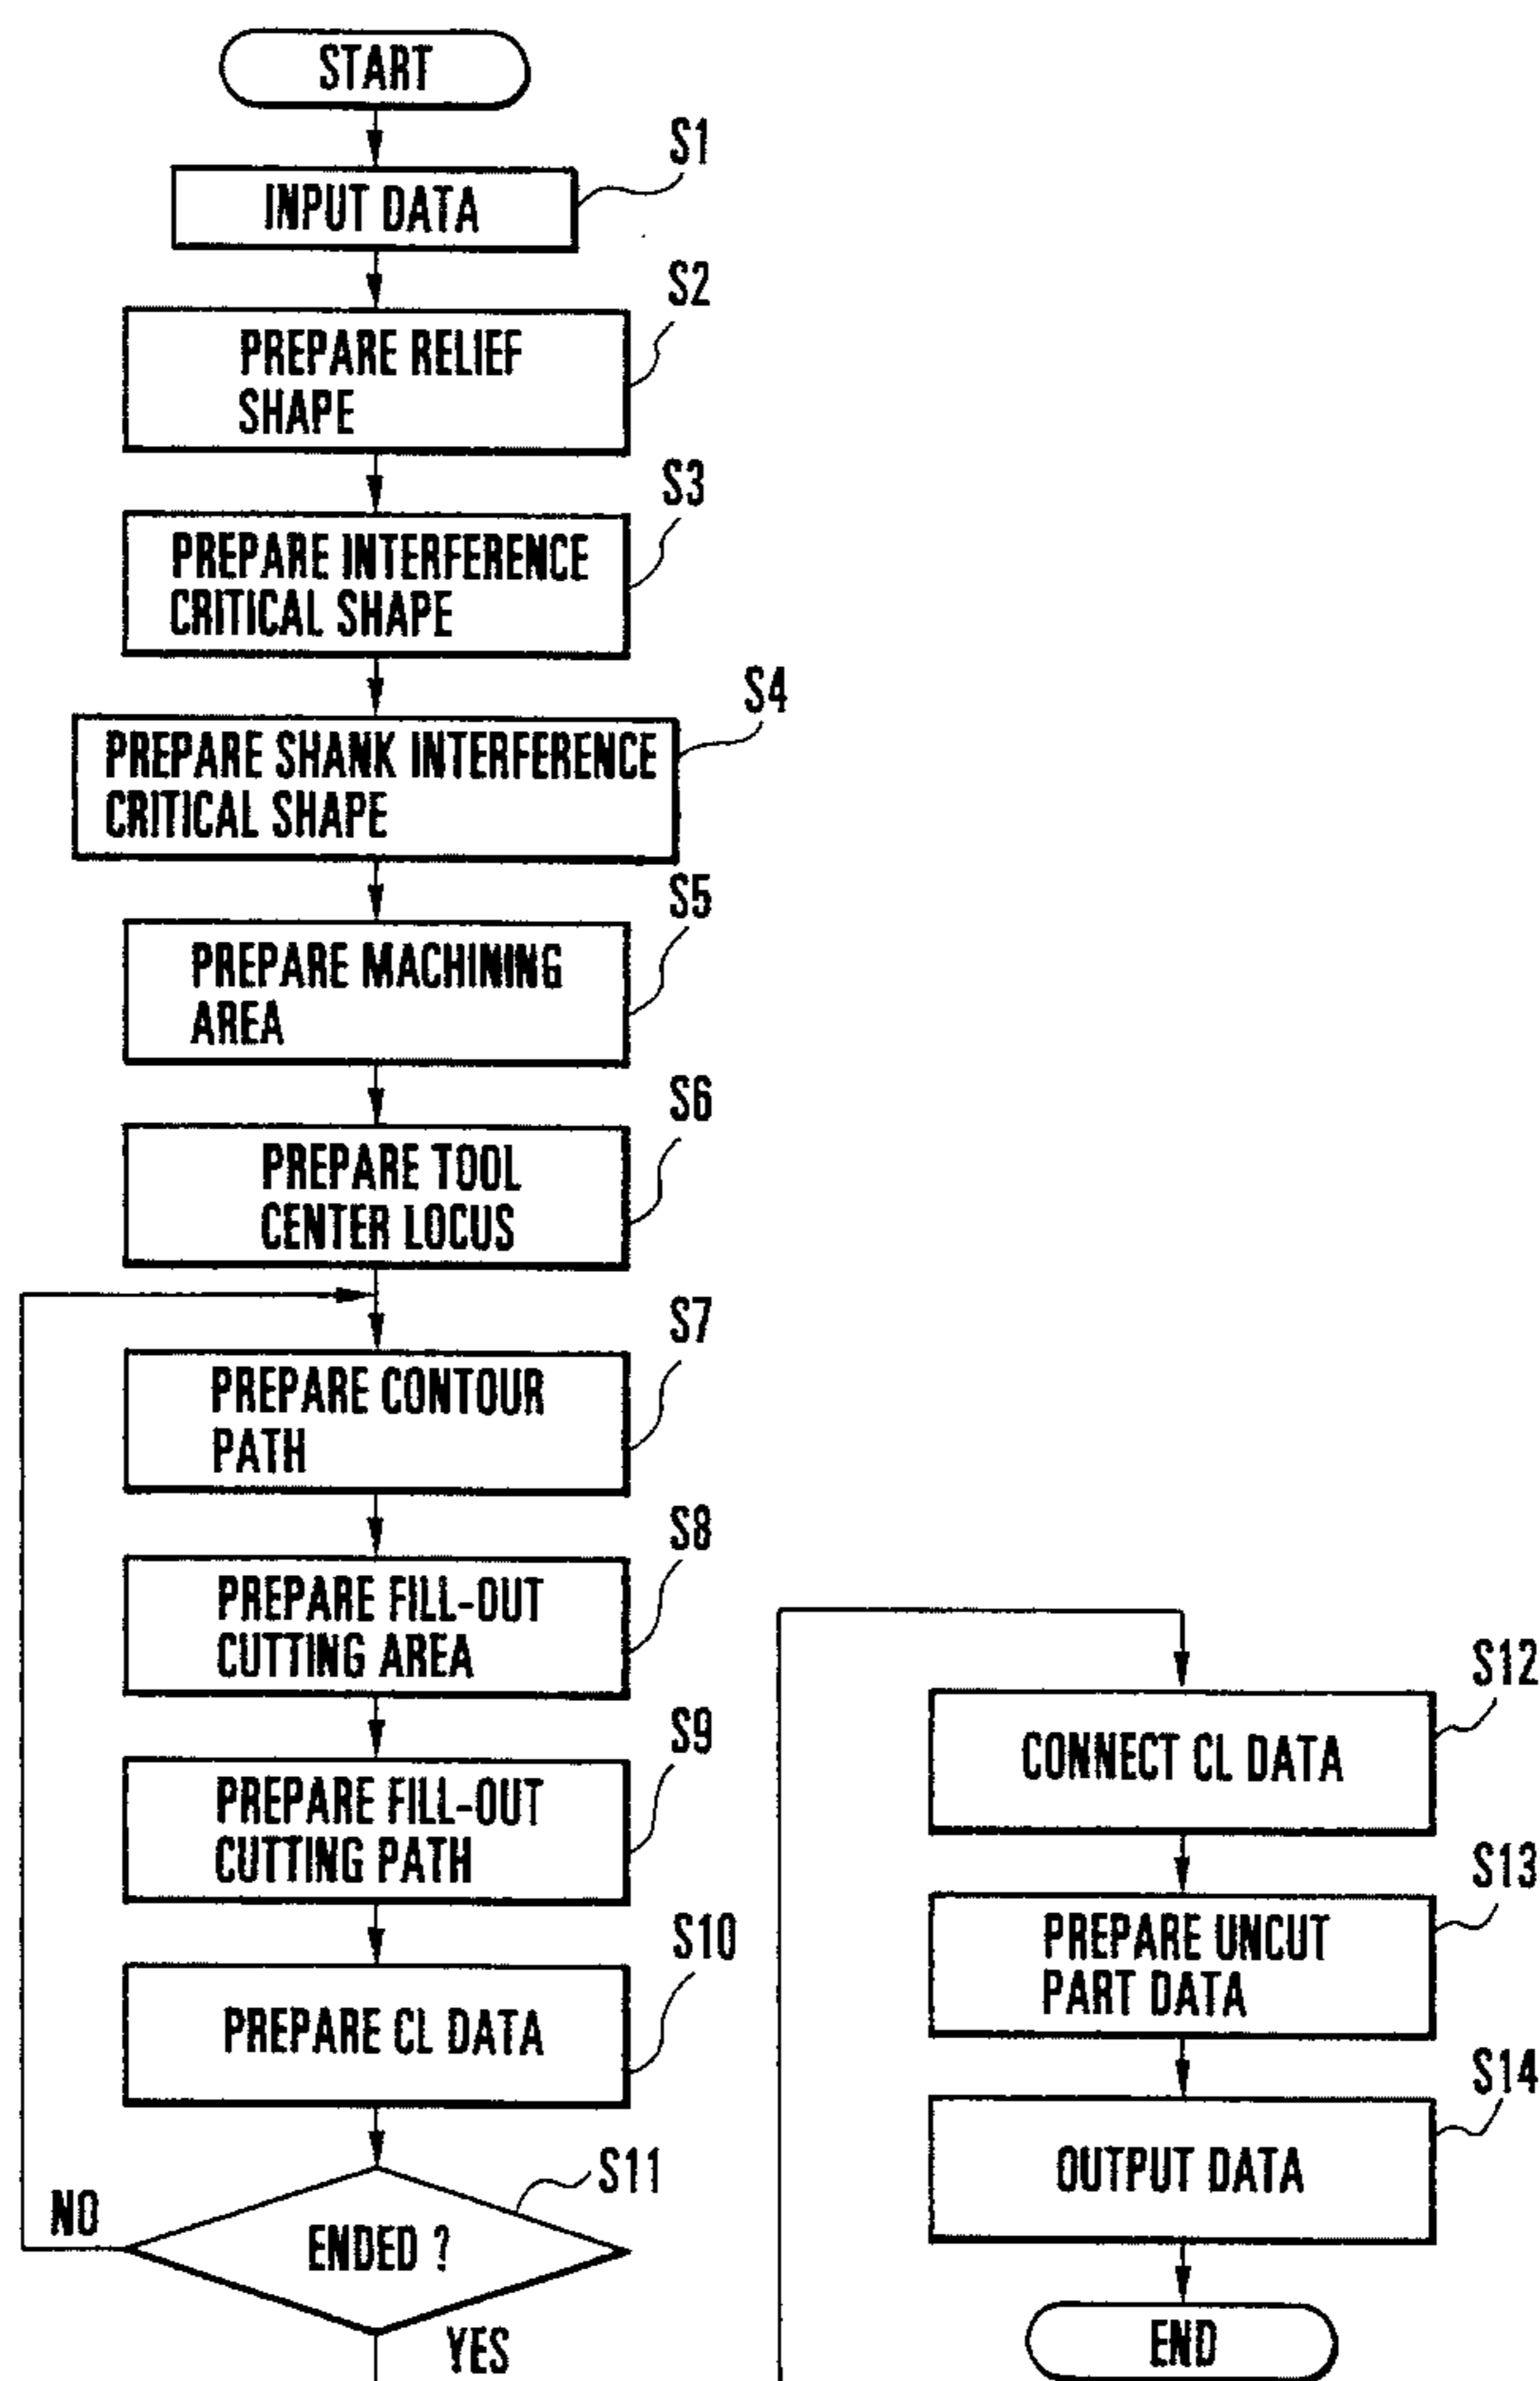 START
S1
INPUT DATA
S2
PREPARE RELIEF
SHAPE
S3
PREPARE INTERFERENCE
CRITICAL SHAPE
S4
PREPARE SHANK INTERFERENCE
CRITICAL SHAPE
S5
PREPARE MACHINING
AREA
S6
PREPARE TOOL
CENTER LOCUS
S7
PREPARE CONTOUR
PATH
S8
PREPARE FILL-OUT
CUTTING AREA
S9
PREPARE FILL-OUT
CUTTING PATH
S10
PREPARE CL DATA
S11
ENDED ?
NO
YES
S12
CONNECT CL DATA
S13
PREPARE UNCUT
PART DATA
S14
OUTPUT DATA
END